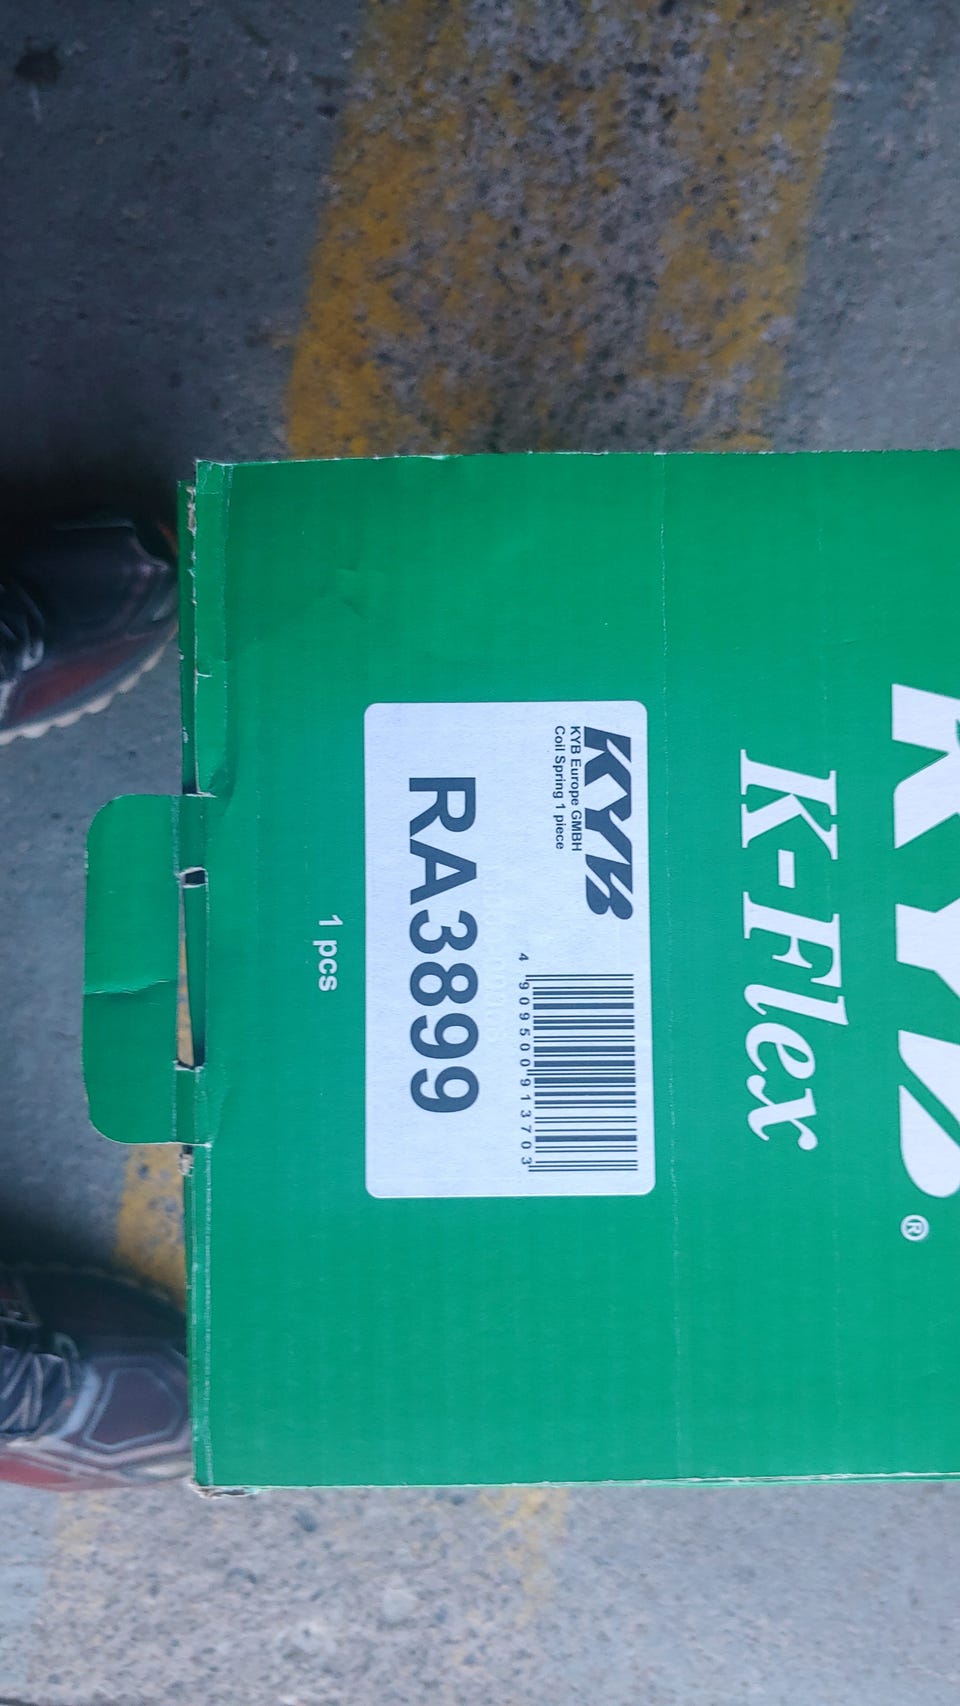 KYB®
K-Flex
KYB
KYB Europe GMBH
Coil Spring 1 piece
4 909500 913703
RA3899
1 pcs